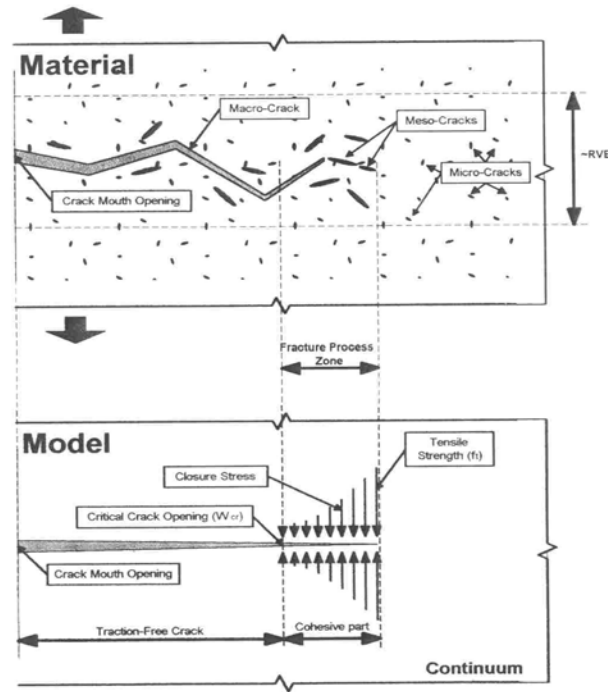 Material
Macro-Crack
Meso-Cracks
~RVE
Micro-Cracks
Crack Mouth Opening
Fracture Process
Zone
Model
Tensile
Strength (ft)
Closure Stress
Critical Crack Opening (Wcr)
Crack Mouth Opening
Traction-Free Crack
Cohesive part
Continuum